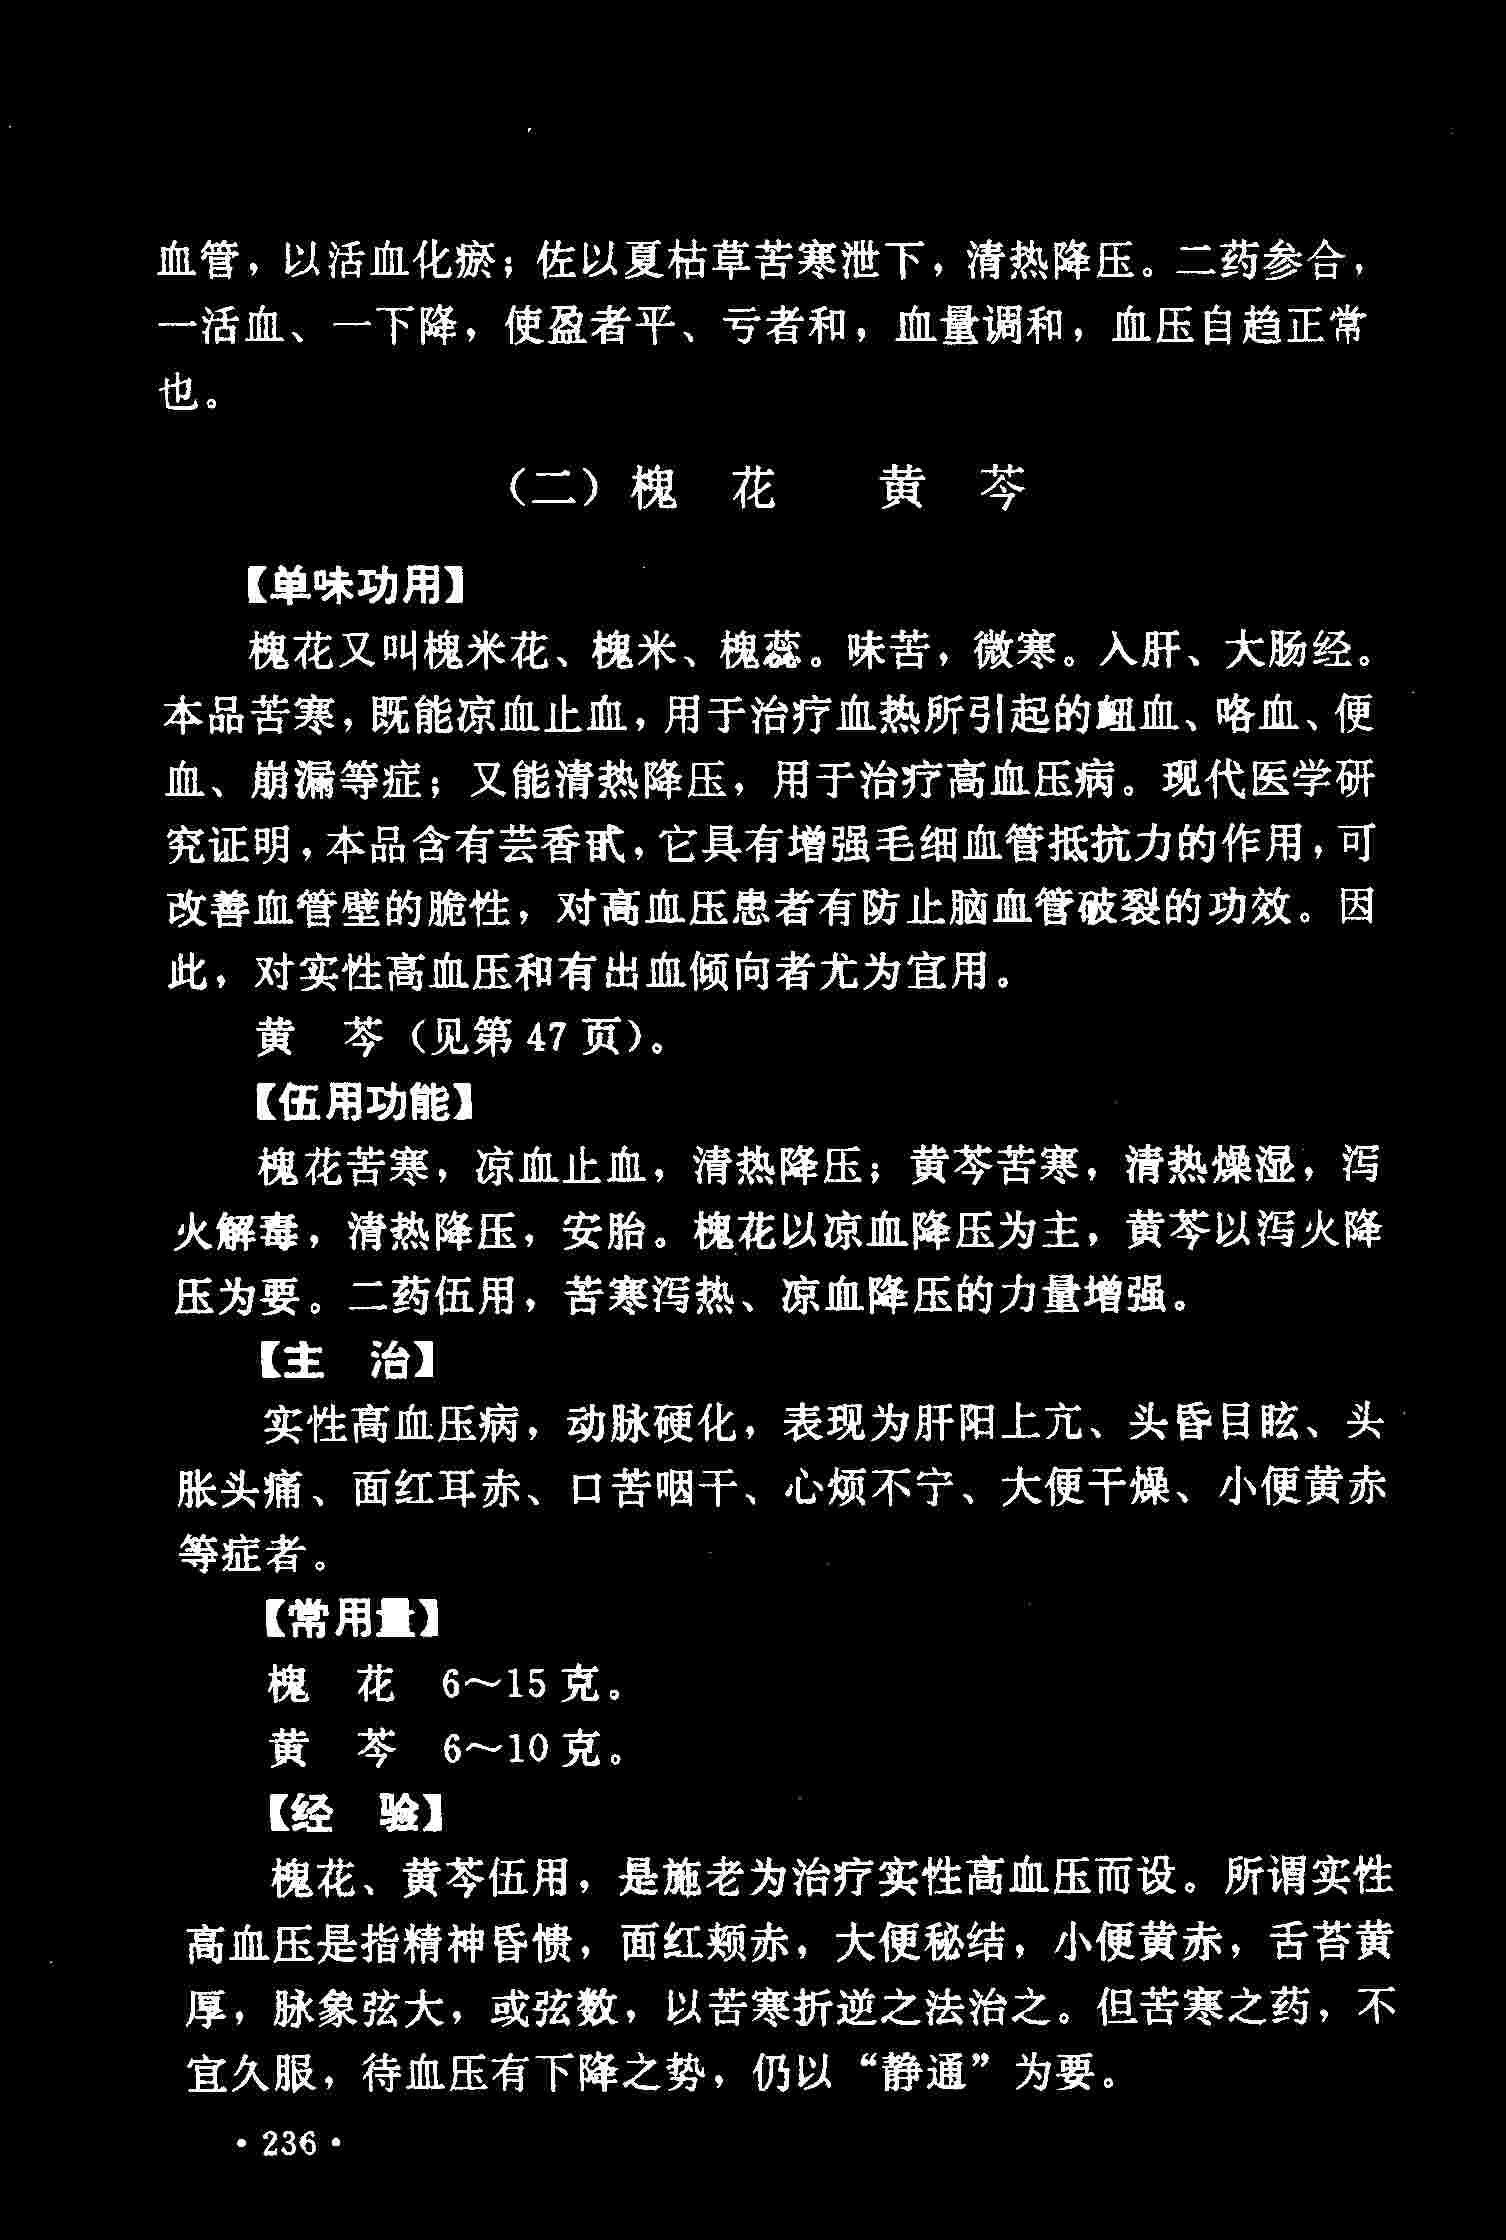 血管，以活血化瘀；佐以夏枯草苦寒泄下，清热降压。二药参合，
一活血、一下降，使盈者平、亏者和，血量调和，血压自趋正常
也。
（二）槐 花 黄 芩
【单味功用】
槐花又叫槐米花、槐米、槐蕊。味苦，微寒。入肝、大肠经。
本品苦寒，既能凉血止血，用于治疗血热所引起的衄血、咯血、便
血、崩漏等症；又能清热降压，用于治疗高血压病。现代医学研
究证明，本品含有芸香甙，它具有增强毛细血管抵抗力的作用，可
改善血管壁的脆性，对高血压患者有防止脑血管破裂的功效。因
此，对实性高血压和有出血倾向者尤为宜用。
黄 芩（见第 47 页）。
【伍用功能】
槐花苦寒，凉血止血，清热降压；黄芩苦寒，清热燥湿，泻
火解毒，清热降压，安胎。槐花以凉血降压为主，黄芩以泻火降
压为要。二药伍用，苦寒泻热、凉血降压的力量增强。
【主 治】
实性高血压病，动脉硬化，表现为肝阳上亢、头昏目眩、头
胀头痛、面红耳赤、口苦咽干、心烦不宁、大便干燥、小便黄赤
等症者。
【常用量】
槐 花 6～15 克。
黄 芩 6～10 克。
【经 验】
槐花、黄芩伍用，是施老为治疗实性高血压而设。所谓实性
高血压是指精神昏愦，面红颊赤，大便秘结，小便黄赤，舌苔黄
厚，脉象弦大，或弦数，以苦寒折逆之法治之。但苦寒之药，不
宜久服，待血压有下降之势，仍以“静通”为要。
·236·